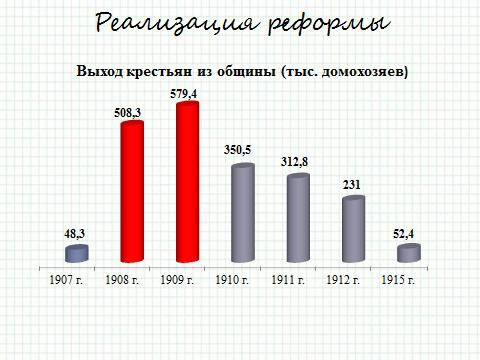 Реализация реформы
Выход крестьян из общины (тыс. домохозяев)
579,4
508,3
350,5
312,8
231
48,3
52,4
1907 г. 1908 г. 1909 г. 1910 г. 1911 г. 1912 г. 1915 г.